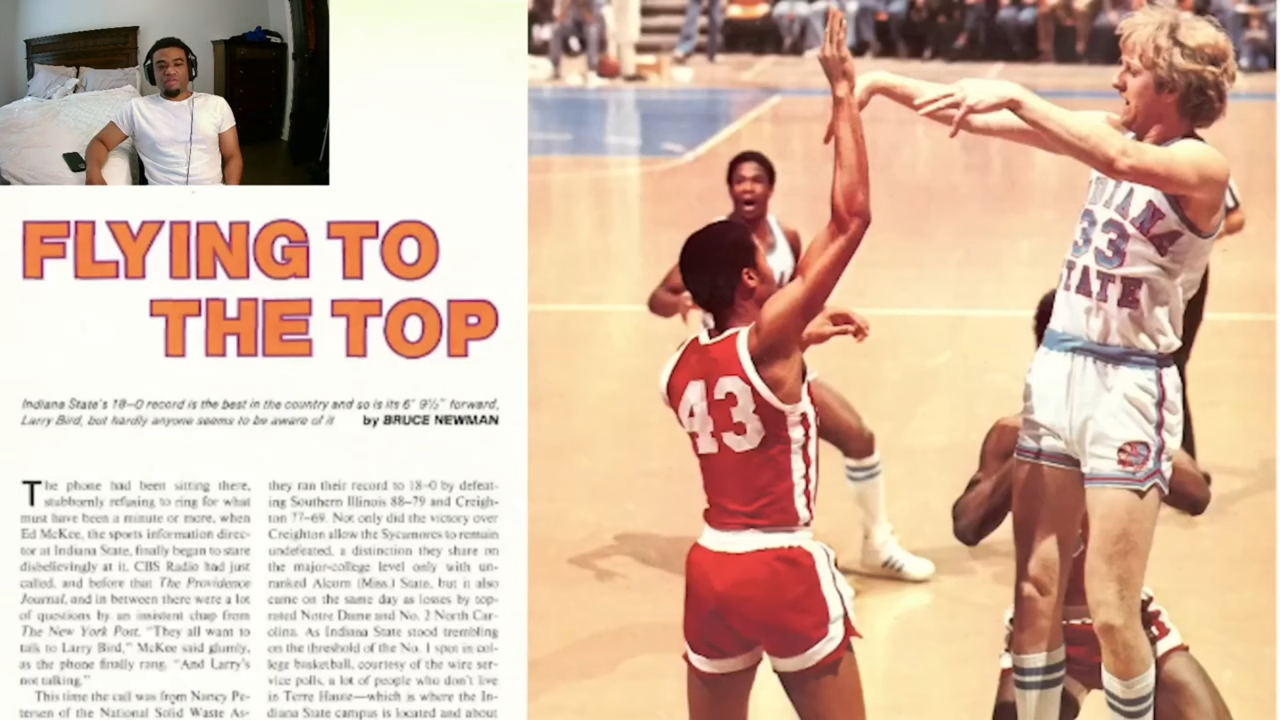 FLYING TO
THE TOP
Indiana State's 18–0 record is the best in the country and so is its 6' 9½" forward,
Larry Bird, but hardly anyone seems to be aware of it
by BRUCE NEWMAN
The phone had been sitting there,
stubbornly refusing to ring for what
must have been a minute or more, when
Ed McKee, the sports information direc-
tor at Indiana State, finally began to stare
disbelievingly at it. CBS Radio had just
called, and before that The Providence
Journal, and in between there were a lot
of questions by an insistent chap from
The New York Post. "They all want to
talk to Larry Bird," McKee said glumly,
as the phone finally rang. "And Larry's
not talking."
This time the call was from Nancy Pe-
tersen of the National Solid Waste As-
they ran their record to 18–0 by defeat-
ing Southern Illinois 88–79 and Creigh-
ton 77–69. Not only did the victory over
Creighton allow the Sycamores to remain
undefeated, a distinction they share on
the major-college level only with un-
ranked Alcorn (Miss.) State, but it also
came on the same day as losses by top-
rated Notre Dame and No. 2 North Car-
olina. As Indiana State stood trembling
on the threshold of the No. 1 spot in col-
lege basketball, courtesy of the wire ser-
vice polls, a lot of people who don't live
in Terre Haute—which is where the In-
diana State campus is located and about
43
INDIANA
33
STATE